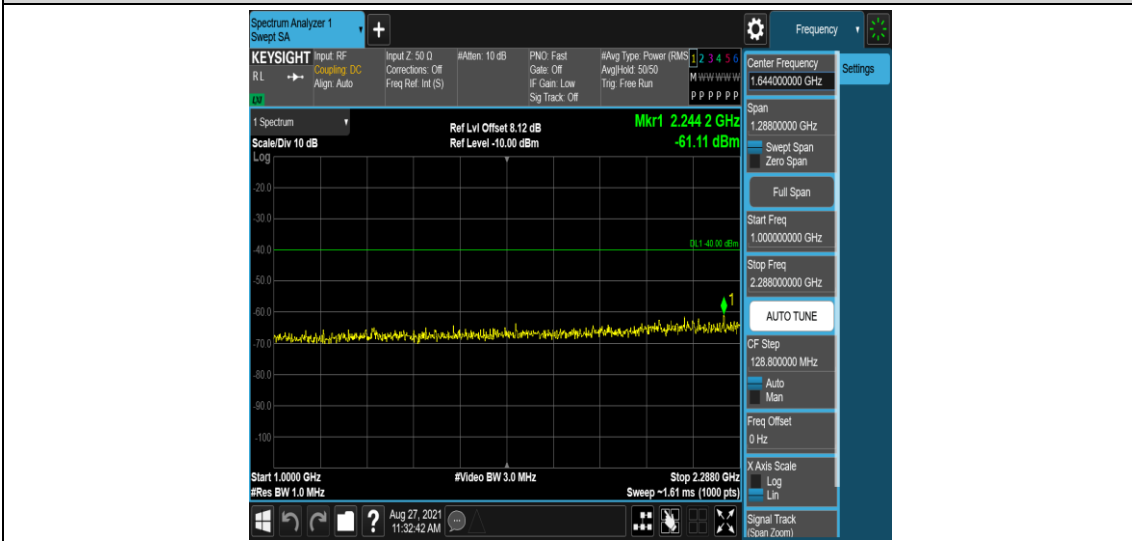 Spectrum Analyzer 1
Swept SA
+
Frequency
KEYSIGHT
Input: RF
Coupling: DC
Align: Auto
Input Z: 50 Ω
Corrections: Off
Freq Ref: Int (S)
#Atten: 10 dB
PNO: Fast
Gate: Off
IF Gain: Low
Sig Track: Off
#Avg Type: Power (RMS
Avg|Hold: 50/50
Trig: Free Run
1 2 3 4 5 6
M W W W W W
P P P P P P
R L
LW
Center Frequency
1.644000000 GHz
Settings
1 Spectrum
Scale/Div 10 dB
Log
Ref Lvl Offset 8.12 dB
Ref Level -10.00 dBm
Mkr1 2.244 2 GHz
-61.11 dBm
Span
1.28800000 GHz
Swept Span
Zero Span
Full Span
Start Freq
1.000000000 GHz
Stop Freq
2.288000000 GHz
AUTO TUNE
CF Step
128.800000 MHz
Auto
Man
Freq Offset
0 Hz
X Axis Scale
Log
Lin
Signal Track
(Span Zoom)
-20.0
-30.0
-40.0
DL1 -40.00 dBm
-50.0
1
-60.0
-70.0
-80.0
-90.0
-100
Start 1.0000 GHz
#Res BW 1.0 MHz
#Video BW 3.0 MHz
Stop 2.2880 GHz
Sweep ~1.61 ms (1000 pts)
?
Aug 27, 2021
11:32:42 AM